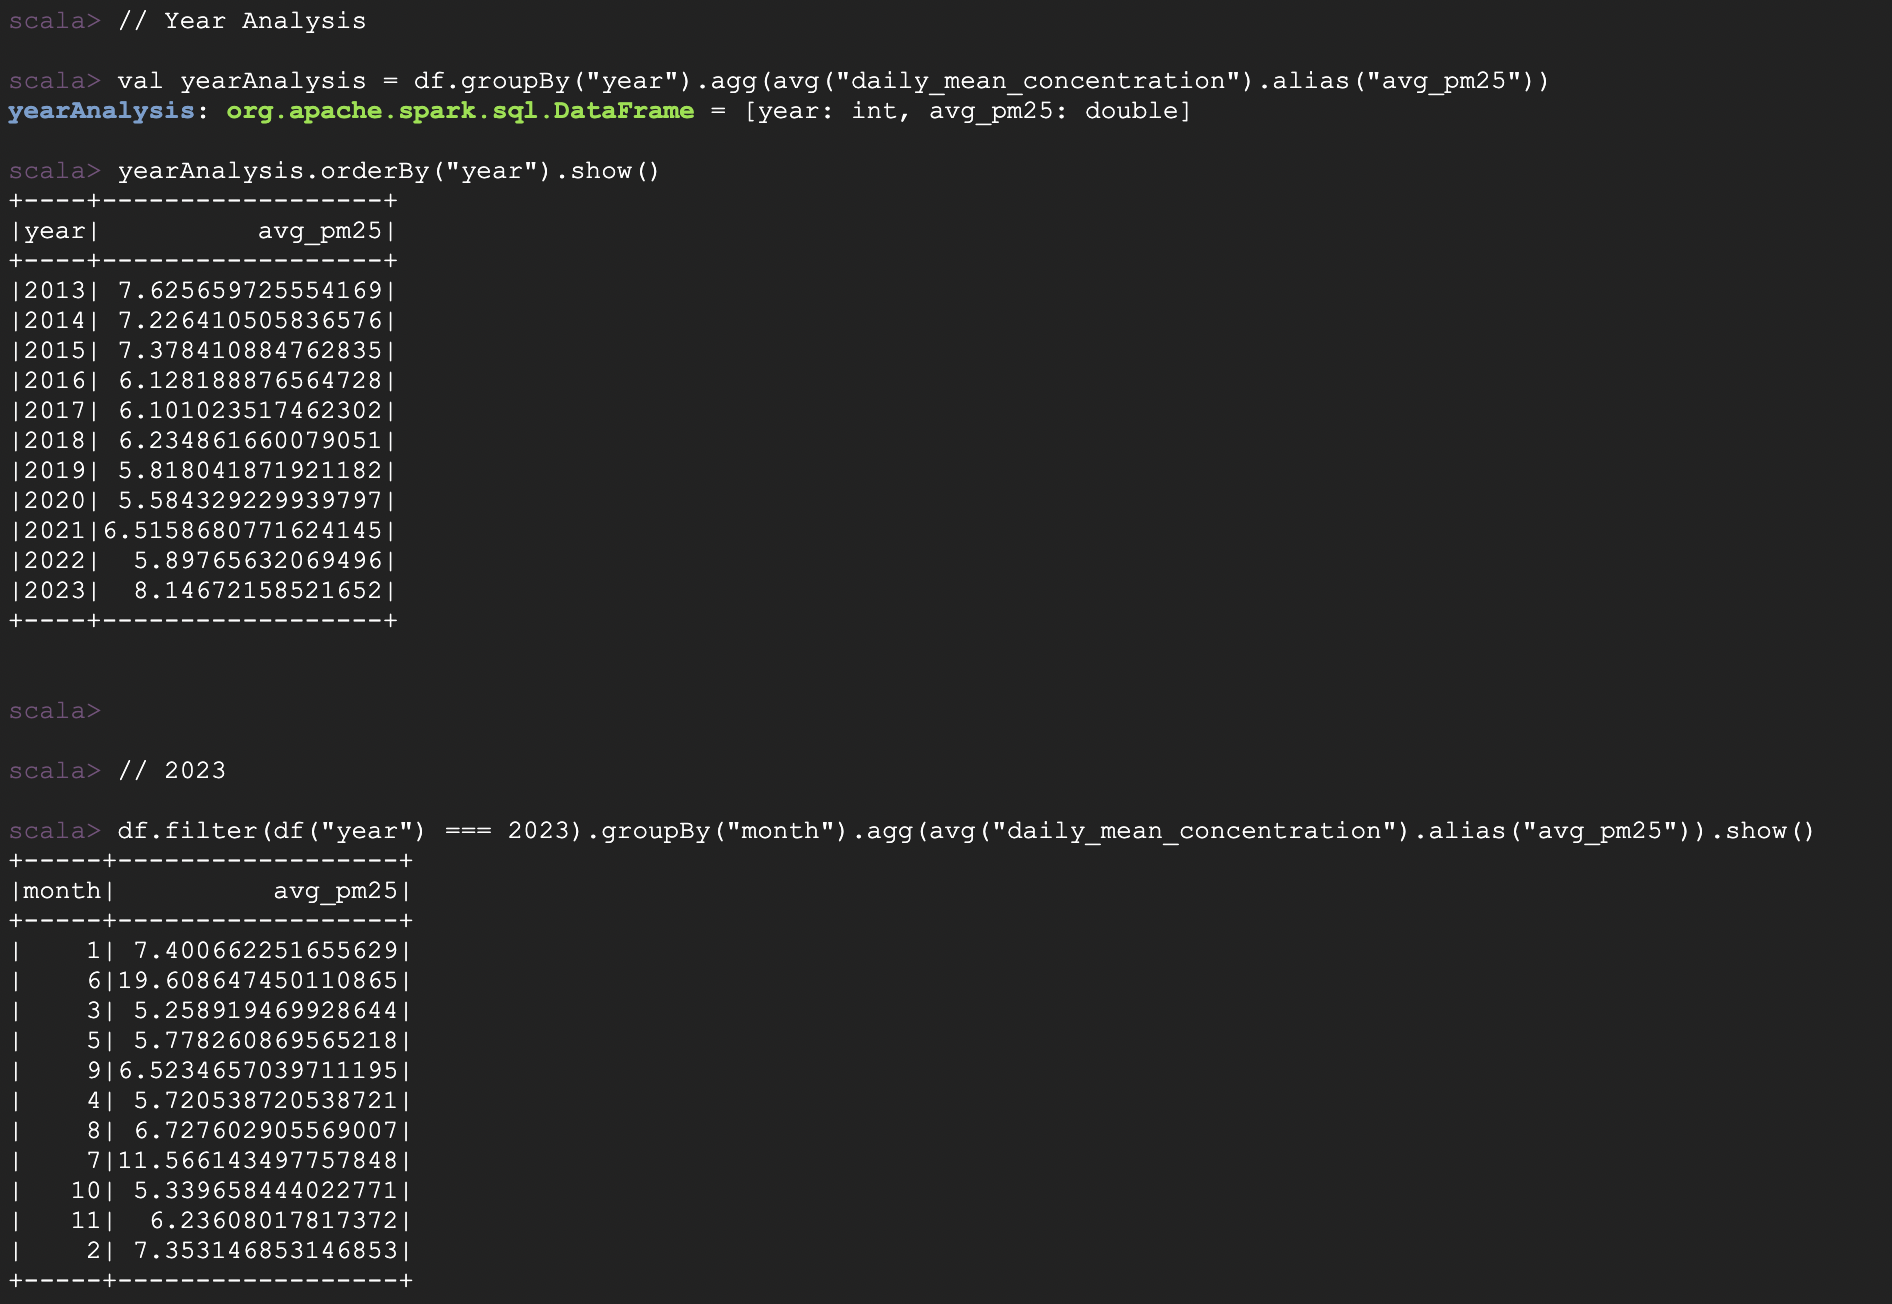 scala> // Year Analysis
scala> val yearAnalysis = df.groupBy("year").agg(avg("daily_mean_concentration").alias("avg_pm25"))
yearAnalysis: org.apache.spark.sql.DataFrame = [year: int, avg_pm25: double]
scala> yearAnalysis.orderBy("year").show()
+----+------------------+
|year|          avg_pm25|
+----+------------------+
|2013| 7.625659725554169|
|2014| 7.226410505836576|
|2015| 7.378410884762835|
|2016| 6.128188876564728|
|2017| 6.101023517462302|
|2018| 6.234861660079051|
|2019| 5.818041871921182|
|2020| 5.584329229939797|
|2021|6.5158680771624145|
|2022|  5.89765632069496|
|2023|  8.14672158521652|
+----+------------------+
scala>
scala> // 2023
scala> df.filter(df("year") === 2023).groupBy("month").agg(avg("daily_mean_concentration").alias("avg_pm25")).show()
+-----+------------------+
|month|          avg_pm25|
+-----+------------------+
|    1| 7.400662251655629|
|    6|19.608647450110865|
|    3| 5.258919469928644|
|    5| 5.778260869565218|
|    9|6.5234657039711195|
|    4| 5.720538720538721|
|    8| 6.727602905569007|
|    7|11.566143497757848|
|   10| 5.339658444022771|
|   11|  6.23608017817372|
|    2| 7.353146853146853|
+-----+------------------+